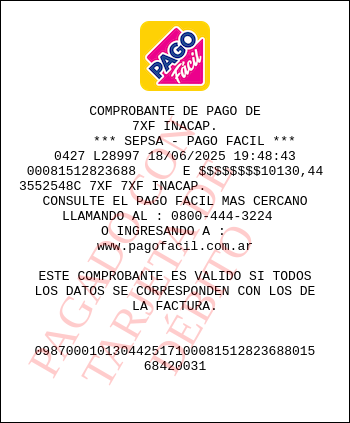 PAGO
Fácil
COMPROBANTE DE PAGO DE
7XF INACAP.
*** SEPSA - PAGO FACIL ***
0427 L28997 18/06/2025 19:48:43
00081512823688      E $$$$$$$$10130,44
3552548C 7XF 7XF INACAP.
CONSULTE EL PAGO FACIL MAS CERCANO
LLAMANDO AL : 0800-444-3224
O INGRESANDO A :
www.pagofacil.com.ar
ESTE COMPROBANTE ES VALIDO SI TODOS
LOS DATOS SE CORRESPONDEN CON LOS DE
LA FACTURA.
098700010130442517100081512823688015
68420031
PAGADO CON
TARJETA DE
DÉBITO